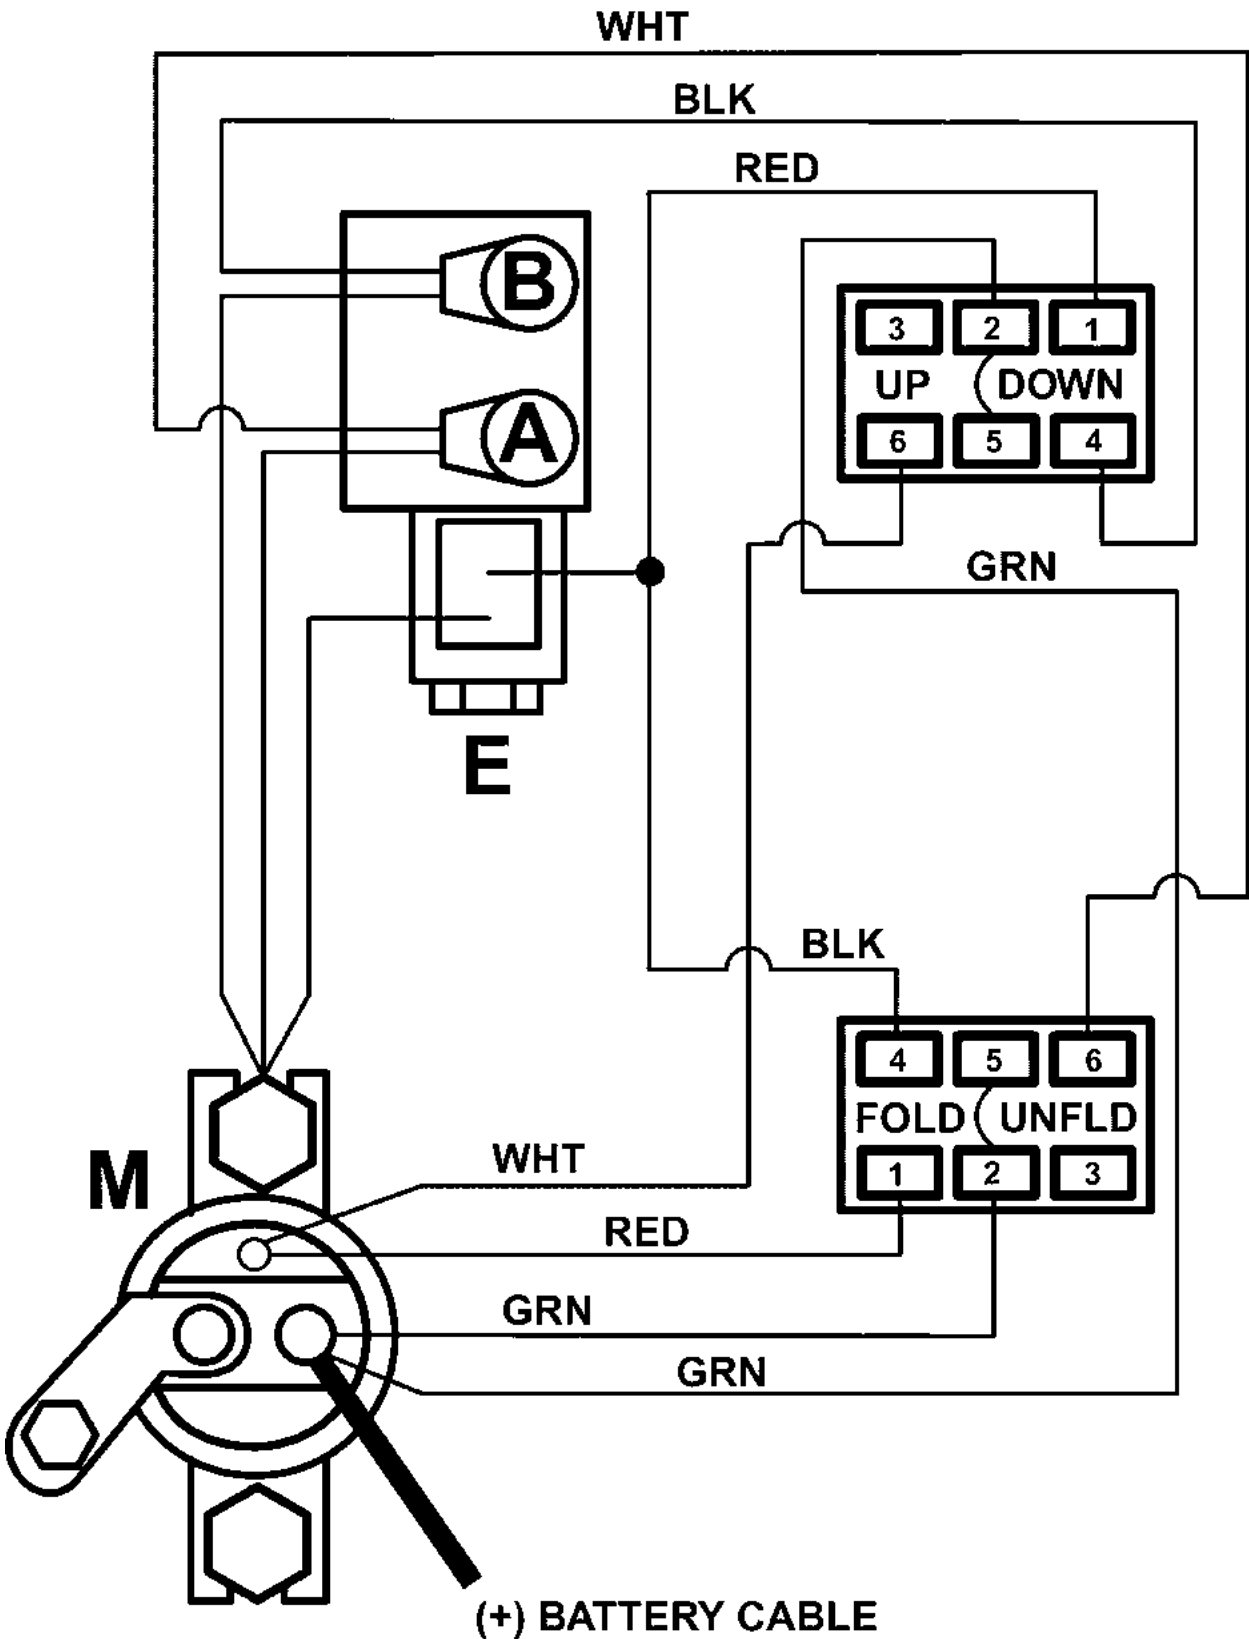 WHT
BLK
RED
B
3 2 1
UP DOWN
A
6 5 4
GRN
E
BLK
4 5 6
FOLD UNFLD
M
WHT
1 2 3
RED
GRN
GRN
(+) BATTERY CABLE